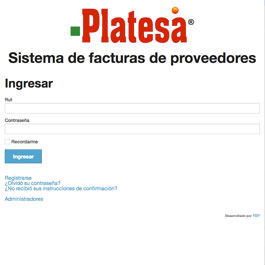 Platesa®
Sistema de facturas de proveedores
Ingresar
Rut
Contraseña
Recordarme
Ingresar
Registrarse
¿Olvidó su contraseña?
¿No recibió sus instrucciones de confirmación?
Administradores
Desarrollado por